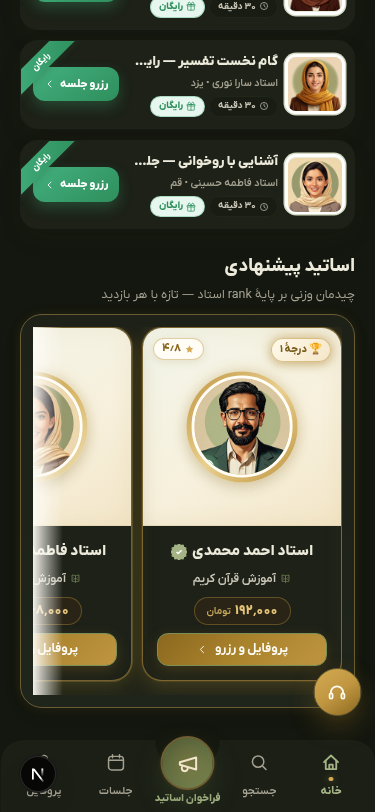 ۳۰ دقیقه
رایگان
رایگان
گام نخست تفسیر — رایـ...
استاد سارا نوری • یزد
۳۰ دقیقه
رایگان
رزرو جلسه
رایگان
آشنایی با روخوانی — جلـ...
استاد فاطمه حسینی • قم
۳۰ دقیقه
رایگان
رزرو جلسه
اساتید پیشنهادی
چیدمان وزنی بر پایهٔ rank استاد — تازه با هر بازدید
🏆 درجهٔ ۱
۴٫۸ ★
استاد احمد محمدی
آموزش قرآن کریم
۱۹۲٬۰۰۰ تومان
پروفایل و رزرو
استاد فاطمـ
آموزش
۸٬۰۰۰
پروفایل
خانه
جستجو
فراخوان اساتید
جلسات
N